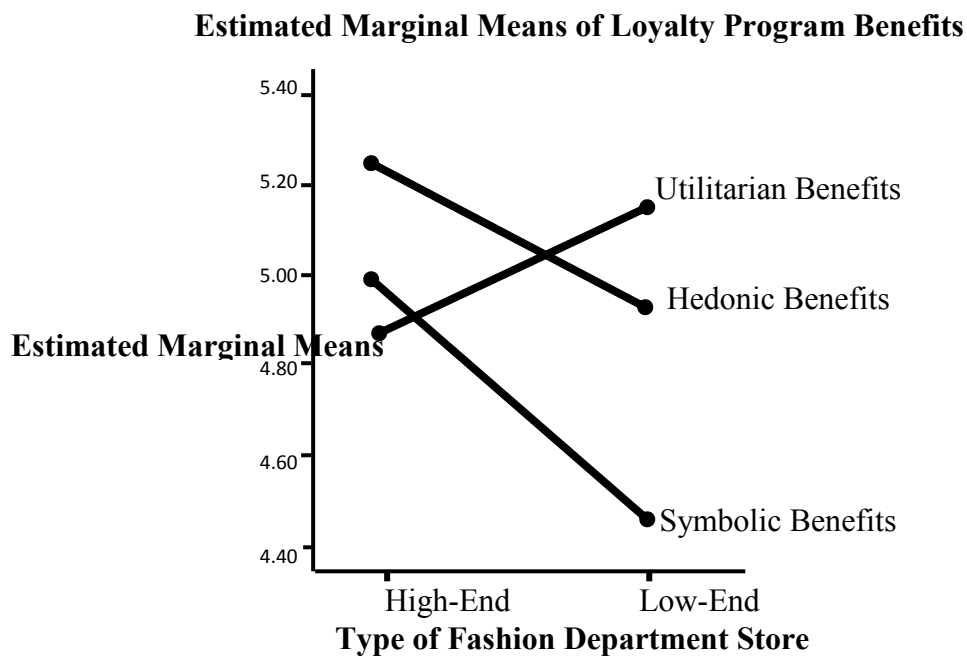 Estimated Marginal Means of Loyalty Program Benefits
5.40
5.20
Utilitarian Benefits
5.00
Hedonic Benefits
Estimated Marginal Means
4.80
4.60
Symbolic Benefits
4.40
High-End
Low-End
Type of Fashion Department Store